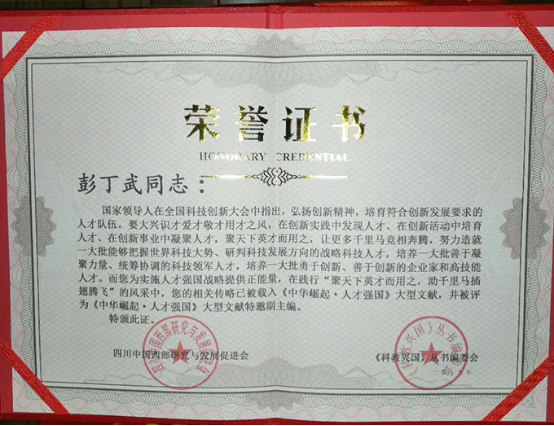 荣誉证书
HONORARY CREDENTIAL
彭丁武同志：
国家领导人在全国科技创新大会中指出，弘扬创新精神，培育符合创新发展要求的
人才队伍。要大兴识才爱才敬才用才之风，在创新实践中发现人才、在创新活动中培育
人才、在创新事业中凝聚人才，聚天下英才而用之，让更多千里马竞相奔腾，努力造就
一大批能够把握世界科技大势、研判科技发展方向的战略科技人才，培养一大批善于凝
聚力量、统筹协调的科技领军人才，培养一大批勇于创新、善于创新的企业家和高技能
人才。而您为实施人才强国战略提供正能量，在践行“聚天下英才而用之，助千里马插
翅腾飞”的风采中，您的相关传略已被载入《中华崛起·人才强国》大型文献，并被评
为《中华崛起·人才强国》大型文献特邀副主编。
特颁此证。
四川中国西部研究与发展促进会
《科教兴国》丛书编委会